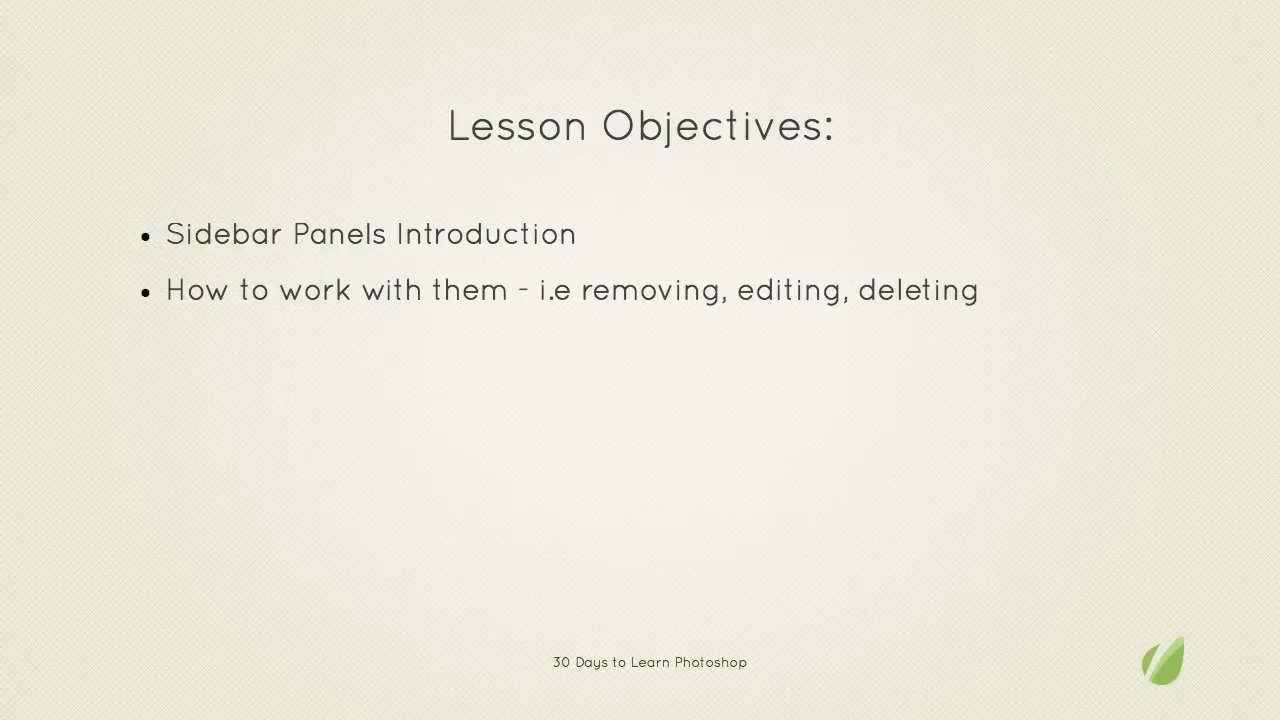 Lesson Objectives:
• Sidebar Panels Introduction
• How to work with them - i.e removing, editing, deleting
30 Days to Learn Photoshop